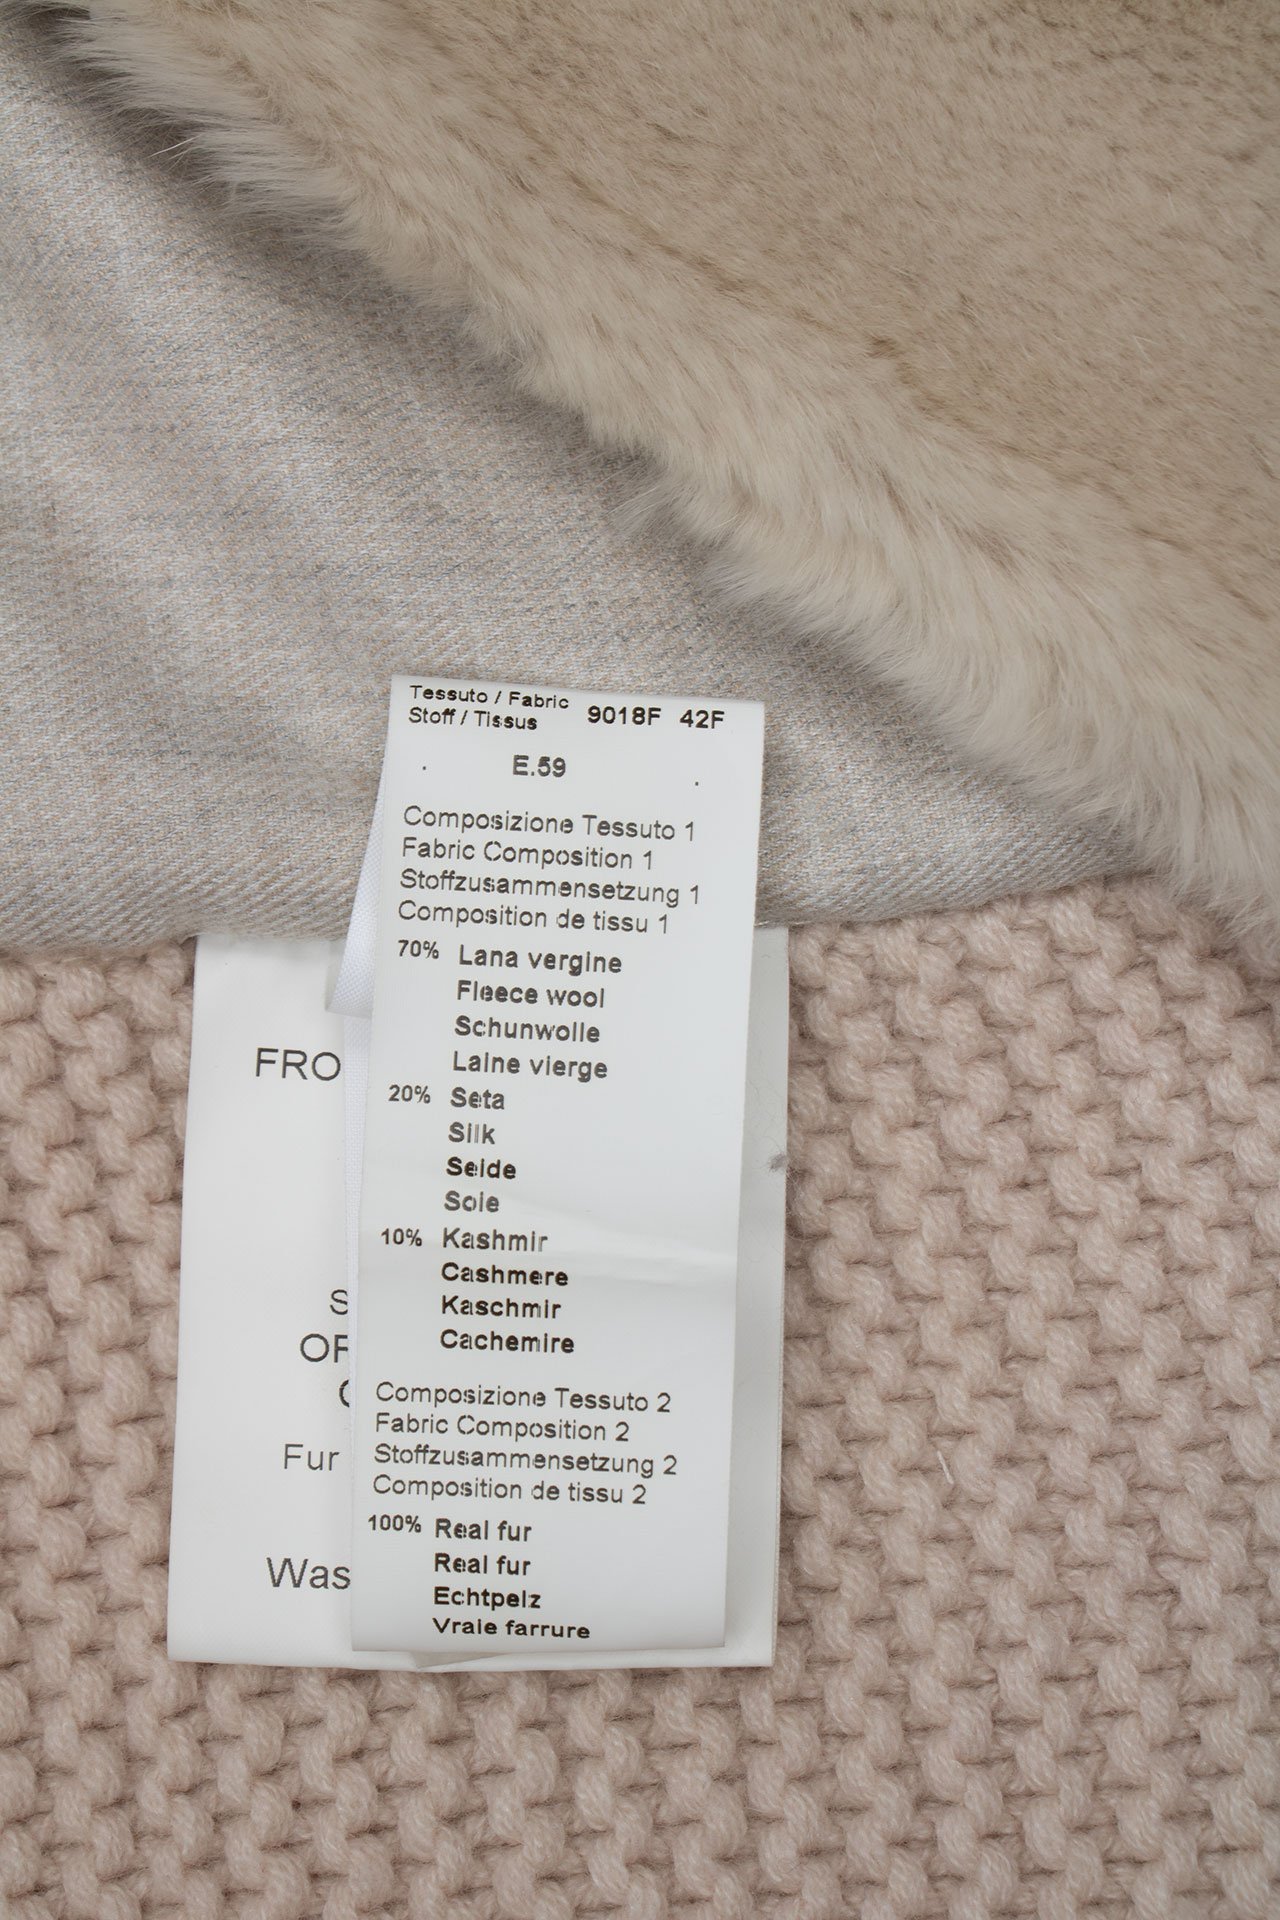 Tessuto / Fabric
Stoff / Tissus 9018F 42F
E.59
Composizione Tessuto 1
Fabric Composition 1
Stoffzusammensetzung 1
Composition de tissu 1
70% Lana vergine
Fleece wool
Schunwolle
Laine vierge
20% Seta
Silk
Seide
Soie
10% Kashmir
Cashmere
Kaschmir
Cachemire
Composizione Tessuto 2
Fabric Composition 2
Stoffzusammensetzung 2
Composition de tissu 2
100% Real fur
Real fur
Echtpelz
Vraie farrure
FRO
S
OF
Fur
Was